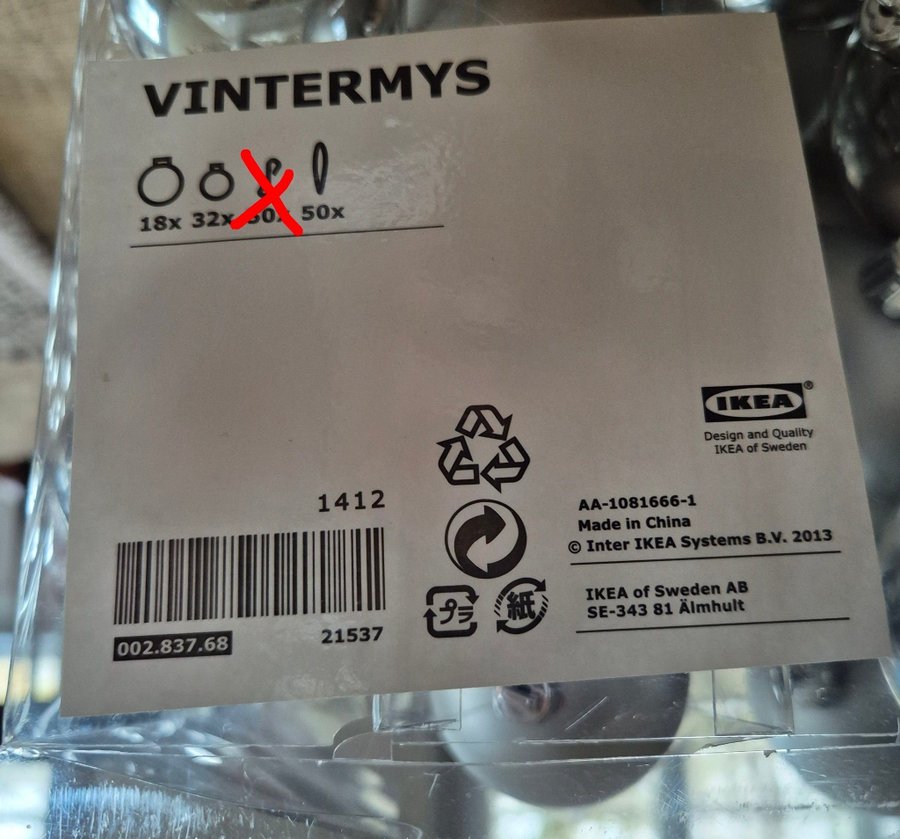 VINTERMYS
18x 32x 50x 50x
IKEA®
Design and Quality
IKEA of Sweden
1412
AA-1081666-1
Made in China
© Inter IKEA Systems B.V. 2013
IKEA of Sweden AB
SE-343 81 Älmhult
プラ 紙
002.837.68 21537